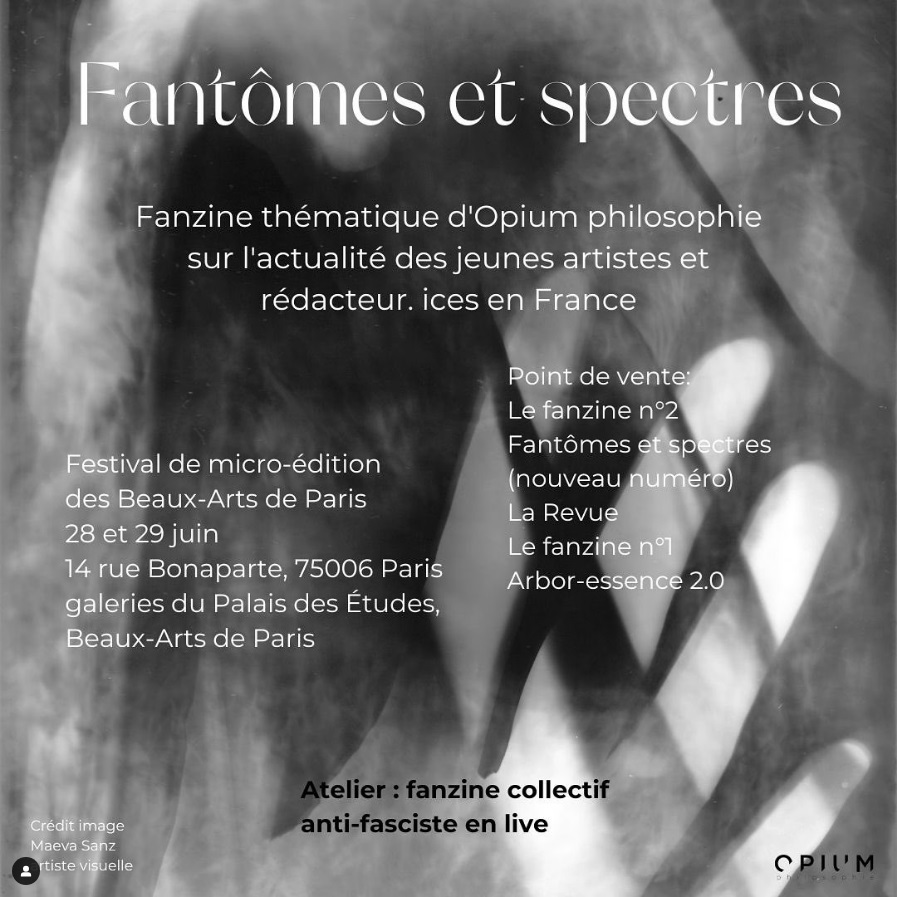 Fantômes et spectres
Fanzine thématique d'Opium philosophie
sur l'actualité des jeunes artistes et
rédacteur. ices en France
Point de vente:
Le fanzine n°2
Fantômes et spectres
(nouveau numéro)
La Revue
Le fanzine n°1
Arbor-essence 2.0
Festival de micro-édition
des Beaux-Arts de Paris
28 et 29 juin
14 rue Bonaparte, 75006 Paris
galeries du Palais des Études,
Beaux-Arts de Paris
Atelier : fanzine collectif
anti-fasciste en live
Crédit image
Maeva Sanz
rtiste visuelle
OPIUM
philosophie